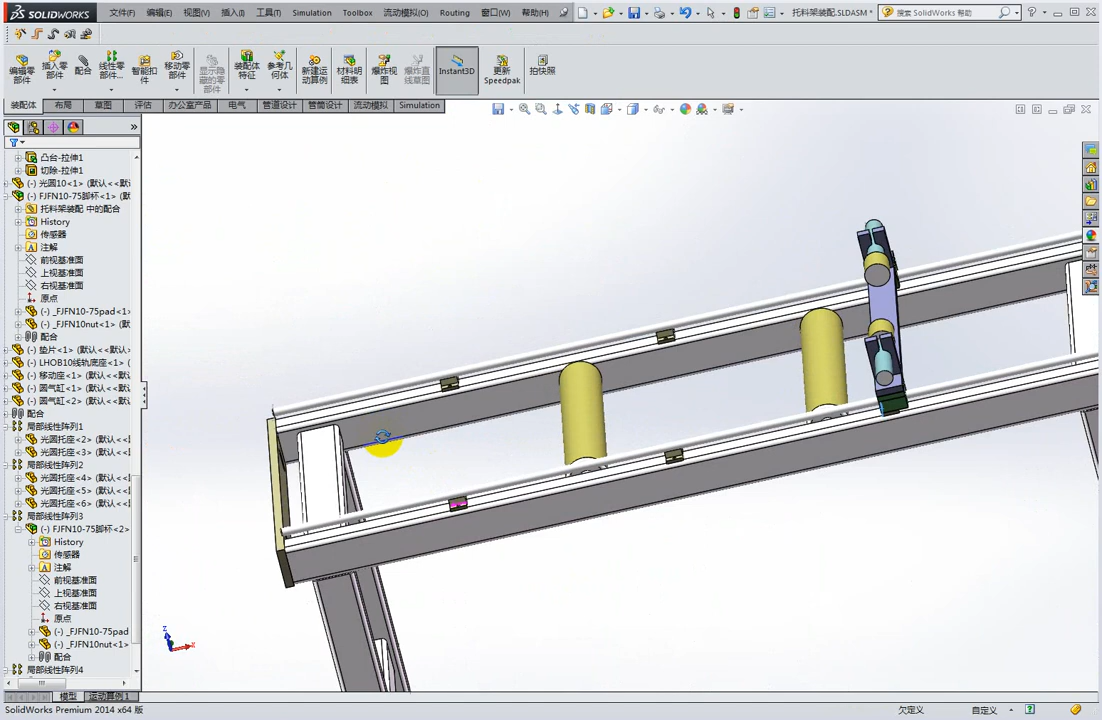 SOLIDWORKS 文件(F) 编辑(E) 视图(V) 插入(I) 工具(T) Simulation Toolbox 流动模拟(O) Routing 窗口(W) 帮助(H) 托料架装配.SLDASM * 搜索 SolidWorks 帮助
编辑零部件 插入零部件 配合 线性零部件... 智能扣件 移动零部件 显示隐藏的零部件 装配体特征 参考几何体 新建运动算例 材料明细表 爆炸视图 爆炸直线草图 Instant3D 更新Speedpak 拍快照
装配体 布局 草图 评估 办公室产品 电气 管道设计 管筒设计 流动模拟 Simulation
凸台-拉伸1
切除-拉伸1
(-) 光圆10<1> (默认<<默
(-) FJFN10-75脚杯<1> (默
托料架装配 中的配合
History
传感器
注解
前视基准面
上视基准面
右视基准面
原点
(-) _FJFN10-75pad<1>
(-) _FJFN10nut<1> (默
配合
垫片<1> (默认<<默认
LHOB10线轨底座<1> (默
移动座<1> (默认<<默认
圆气缸<1> (默认<<默认
圆气缸<2> (默认<<默认
配合
局部线性阵列1
光圆托座<2> (默认<<
光圆托座<3> (默认<<
局部线性阵列2
光圆托座<4> (默认<<
光圆托座<5> (默认<<
光圆托座<6> (默认<<
局部线性阵列3
(-) FJFN10-75脚杯<2>
History
传感器
注解
前视基准面
上视基准面
右视基准面
原点
(-) _FJFN10-75pad
(-) _FJFN10nut<1>
配合
局部线性阵列4
Z
X
模型 运动算例1
SolidWorks Premium 2014 x64 版 欠定义 自定义